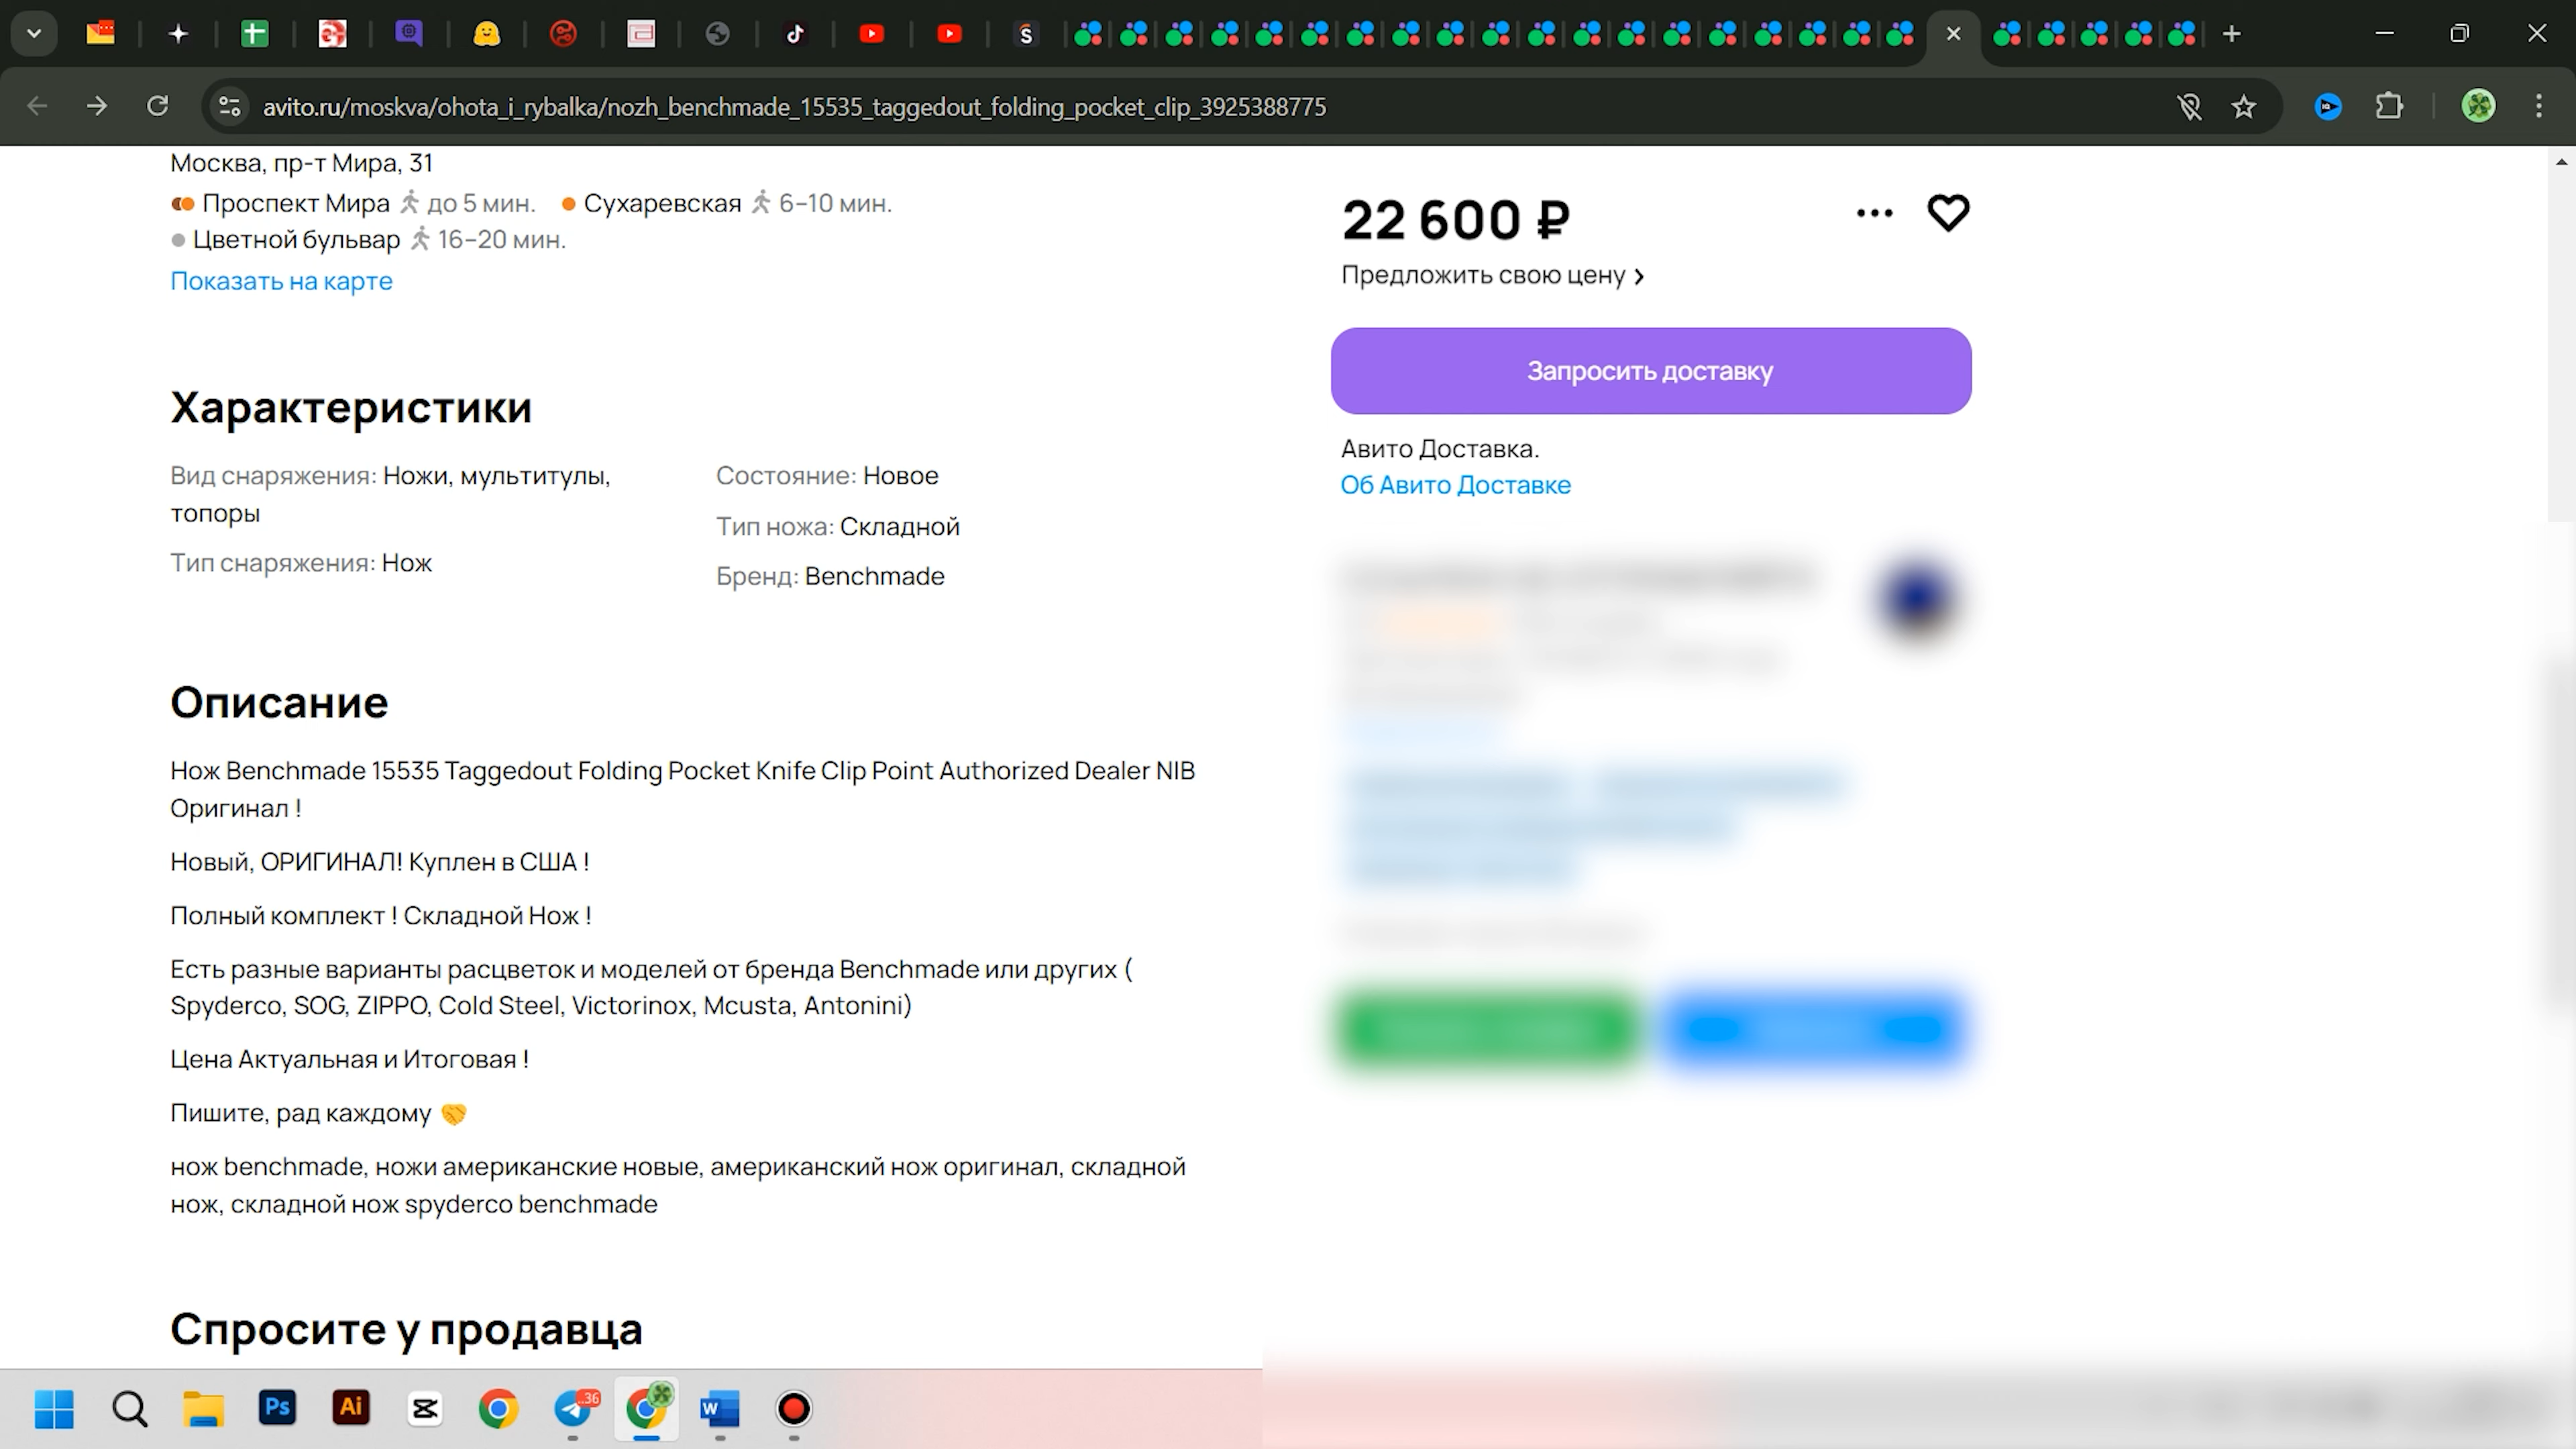 avito.ru/moskva/ohota_i_rybalka/nozh_benchmade_15535_taggedout_folding_pocket_clip_3925388775
Москва, пр-т Мира, 31
Проспект Мира до 5 мин. Сухаревская 6–10 мин.
Цветной бульвар 16–20 мин.
Показать на карте
Характеристики
Вид снаряжения: Ножи, мультитулы,
топоры
Тип снаряжения: Нож
Состояние: Новое
Тип ножа: Складной
Бренд: Benchmade
Описание
Нож Benchmade 15535 Taggedout Folding Pocket Knife Clip Point Authorized Dealer NIB
Оригинал !
Новый, ОРИГИНАЛ! Куплен в США !
Полный комплект ! Складной Нож !
Есть разные варианты расцветок и моделей от бренда Benchmade или других (
Spyderco, SOG, ZIPPO, Cold Steel, Victorinox, Mcusta, Antonini)
Цена Актуальная и Итоговая !
Пишите, рад каждому 🤝
нож benchmade, ножи американские новые, американский нож оригинал, складной
нож, складной нож spyderco benchmade
Спросите у продавца
22 600 ₽
Предложить свою цену
Запросить доставку
Авито Доставка.
Об Авито Доставке
Ps
Ai
36
W